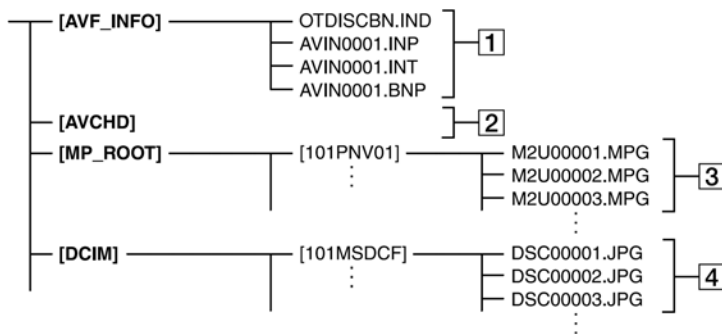 [AVF_INFO] OTDISCBN.IND
AVIN0001.INP 1
AVIN0001.INT
AVIN0001.BNP
[AVCHD] 2
[MP_ROOT] [101PNV01] M2U00001.MPG
M2U00002.MPG 3
M2U00003.MPG
[DCIM] [101MSDCF] DSC00001.JPG
DSC00002.JPG 4
DSC00003.JPG